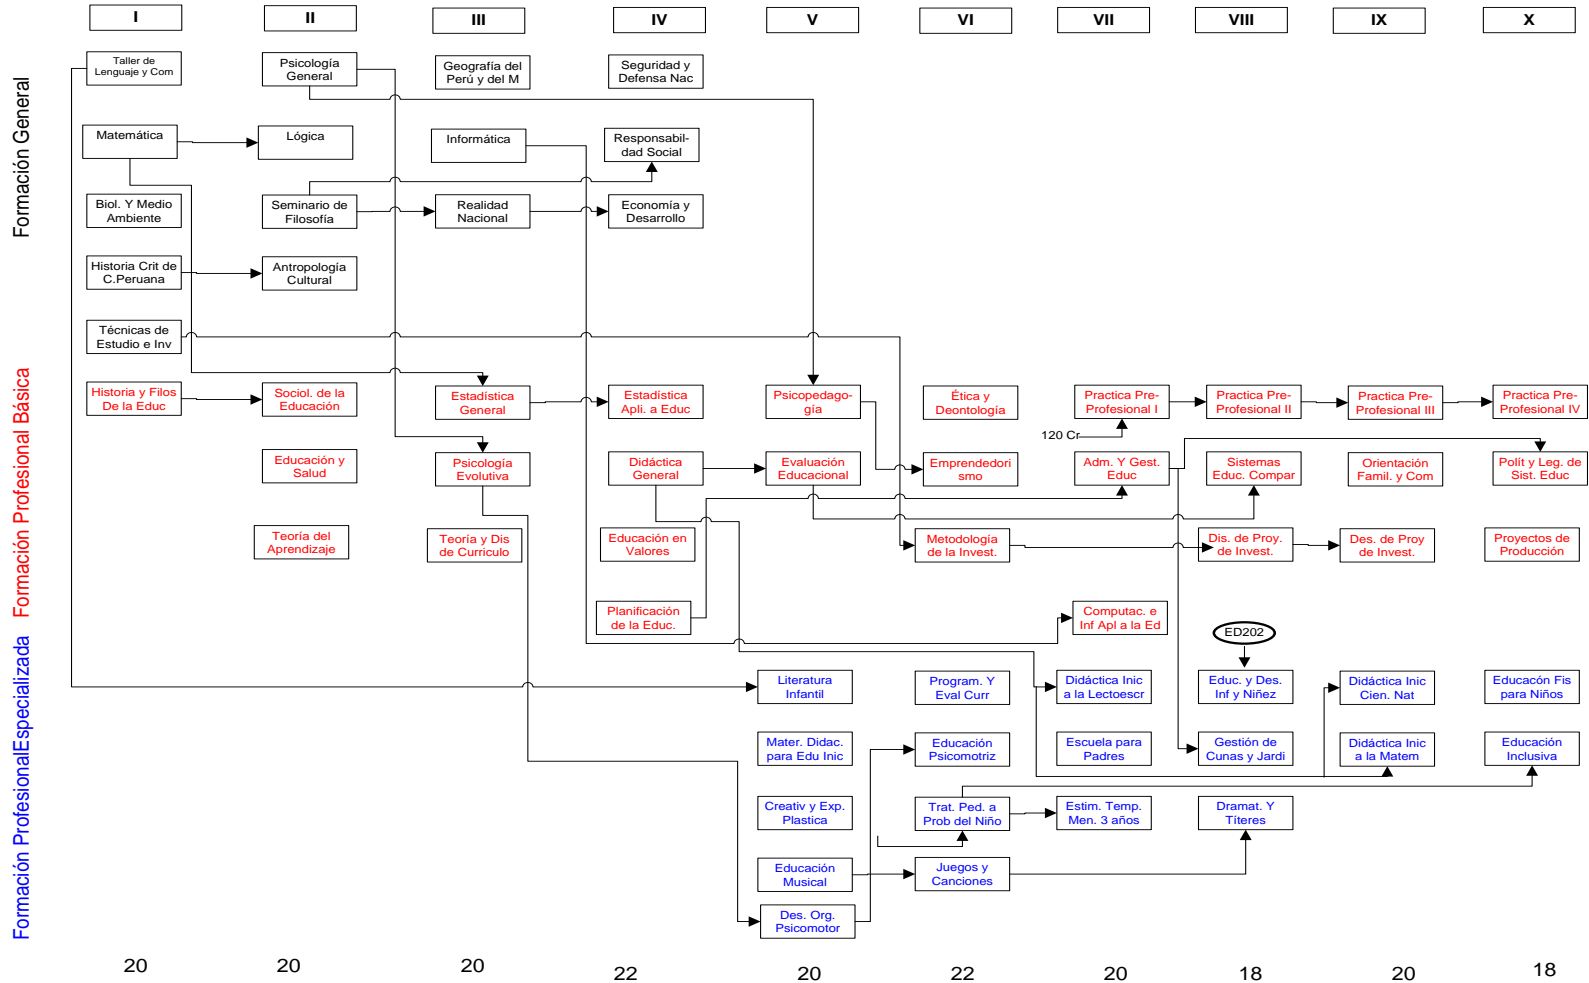 I
II
III
IV
V
VI
VII
VIII
IX
X
Formación General
Taller de
Lenguaje y Com
Psicología
General
Geografía del
Perú y del M
Seguridad y
Defensa Nac
Matemática
Lógica
Informática
Responsabil-
dad Social
Biol. Y Medio
Ambiente
Seminario de
Filosofía
Realidad
Nacional
Economía y
Desarrollo
Historia Crit de
C.Peruana
Antropología
Cultural
Técnicas de
Estudio e Inv
Formación Profesional Básica
Historia y Filos
De la Educ
Sociol. de la
Educación
Estadística
General
Estadística
Apli. a Educ
Psicopedago-
gía
Ética y
Deontología
Practica Pre-
Profesional I
Practica Pre-
Profesional II
Practica Pre-
Profesional III
Practica Pre-
Profesional IV
120 Cr
Educación y
Salud
Psicología
Evolutiva
Didáctica
General
Evaluación
Educacional
Emprendedori
smo
Adm. Y Gest.
Educ
Sistemas
Educ. Compar
Orientación
Famil. y Com
Polít y Leg. de
Sist. Educ
Teoría del
Aprendizaje
Teoría y Dis
de Curriculo
Educación en
Valores
Metodología
de la Invest.
Dis. de Proy.
de Invest.
Des. de Proy
de Invest.
Proyectos de
Producción
Planificación
de la Educ.
Computac. e
Inf Apl a la Ed
ED202
Formación ProfesionalEspecializada
Literatura
Infantil
Program. Y
Eval Curr
Didáctica Inic
a la Lectoescr
Educ. y Des.
Inf y Niñez
Didáctica Inic
Cien. Nat
Educacón Fis
para Niños
Mater. Didac.
para Edu Inic
Educación
Psicomotriz
Escuela para
Padres
Gestión de
Cunas y Jardi
Didáctica Inic
a la Matem
Educación
Inclusiva
Creativ y Exp.
Plastica
Trat. Ped. a
Prob del Niño
Estim. Temp.
Men. 3 años
Dramat. Y
Títeres
Educación
Musical
Juegos y
Canciones
Des. Org.
Psicomotor
20
20
20
22
20
22
20
18
20
18